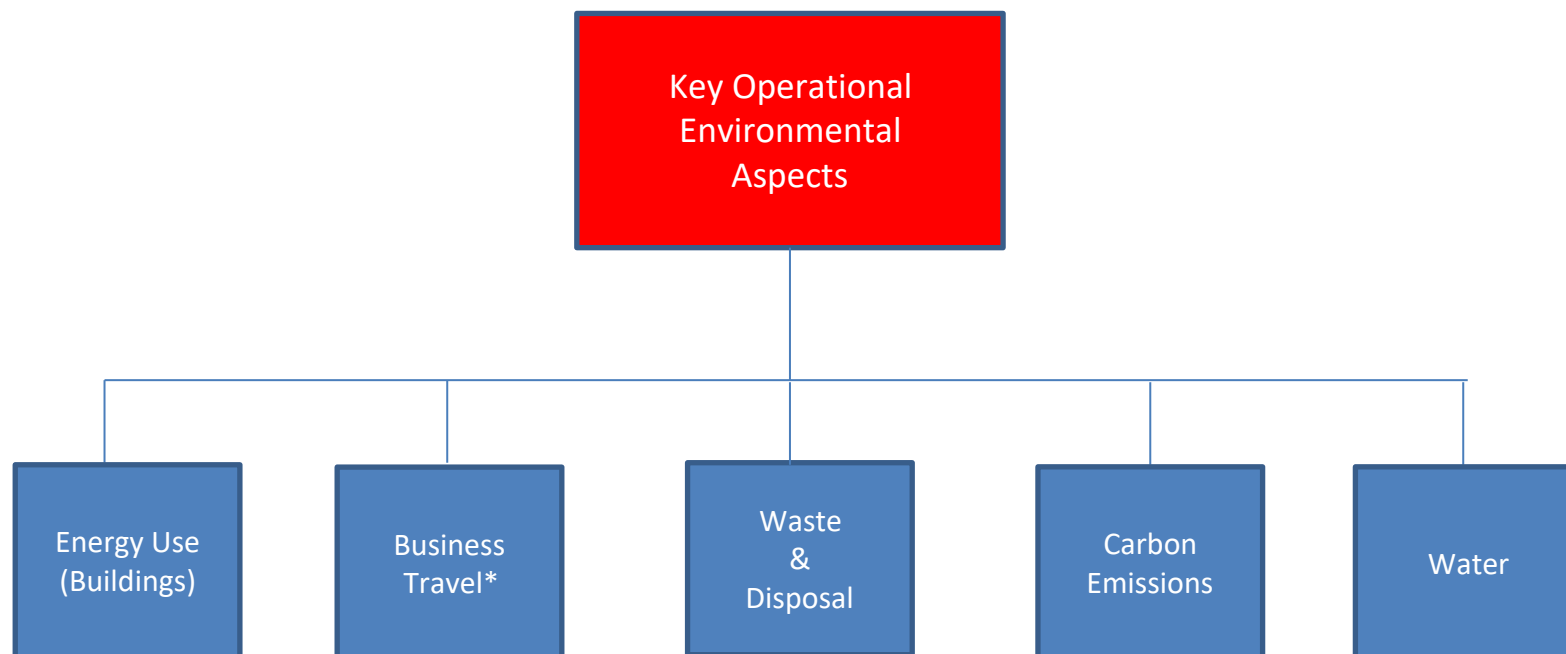 Key Operational
Environmental
Aspects
Energy Use
(Buildings)
Business
Travel*
Waste
&
Disposal
Carbon
Emissions
Water